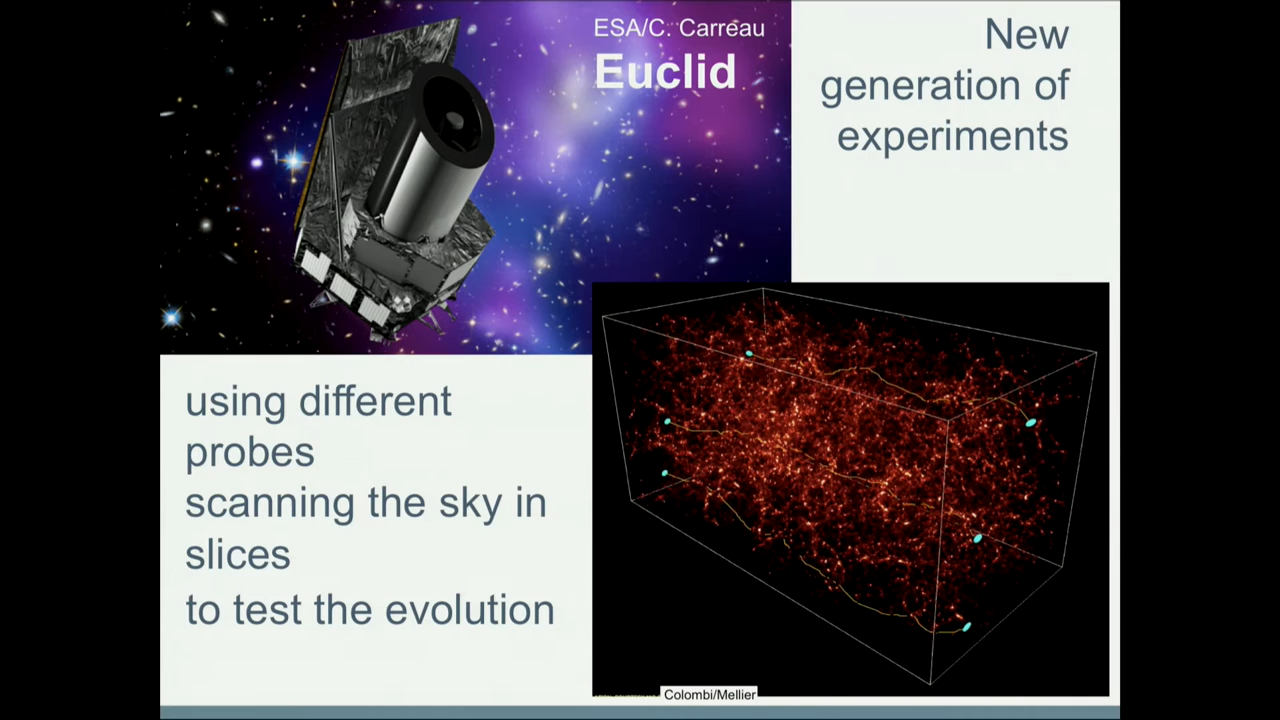 ESA/C. Carreau
Euclid
New
generation of
experiments
using different
probes
scanning the sky in
slices
to test the evolution
Colombi/Mellier